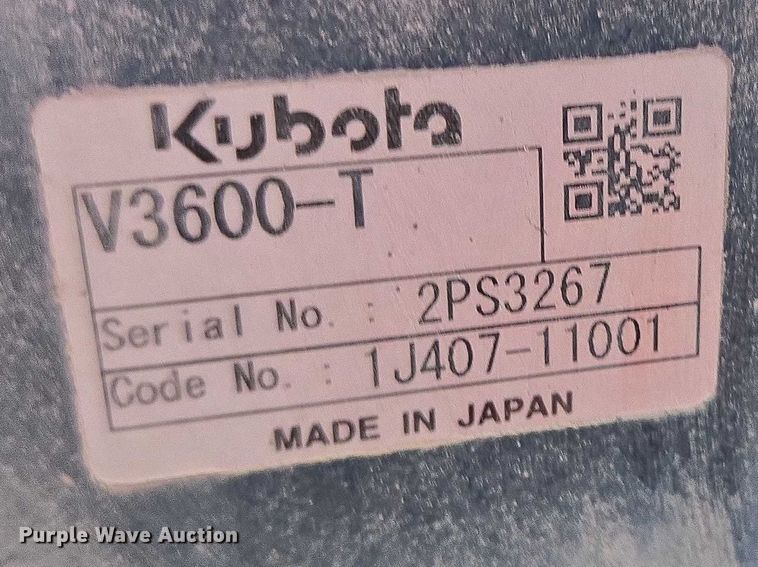 Kubota
V3600-T
Serial No. : 2PS3267
Code No. : 1J407-11001
MADE IN JAPAN
Purple Wave Auction